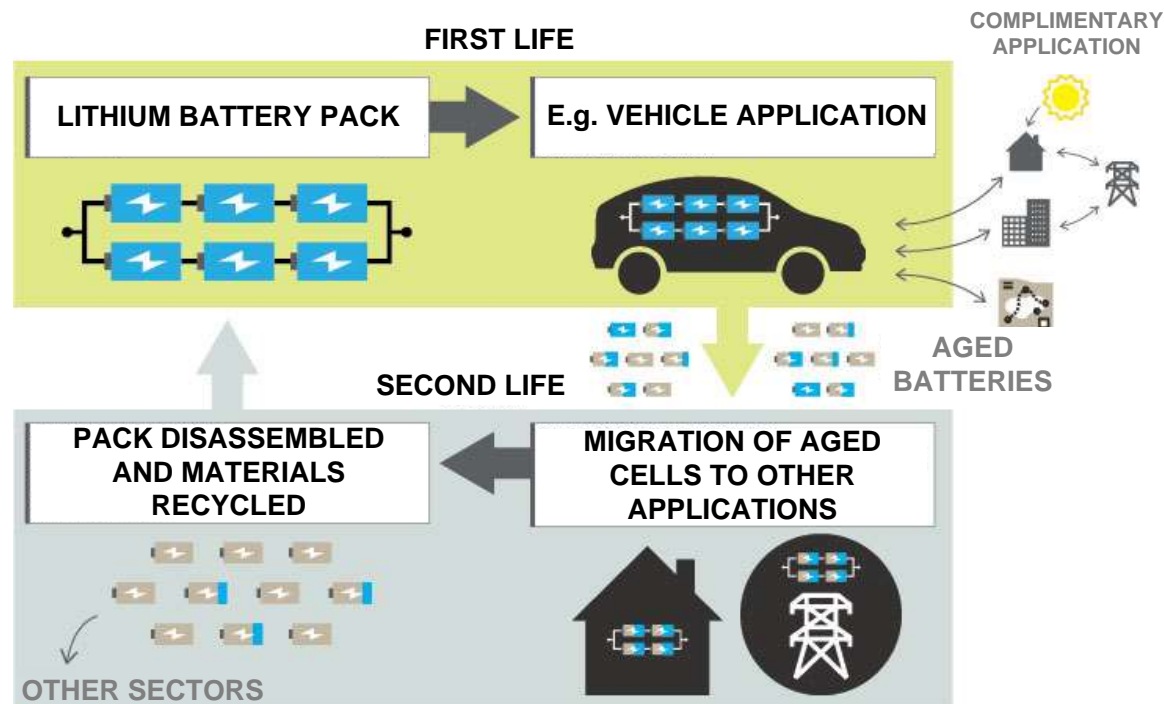 FIRST LIFE
COMPLIMENTARY
APPLICATION
LITHIUM BATTERY PACK
E.g. VEHICLE APPLICATION
AGED
BATTERIES
SECOND LIFE
PACK DISASSEMBLED
AND MATERIALS
RECYCLED
MIGRATION OF AGED
CELLS TO OTHER
APPLICATIONS
OTHER SECTORS